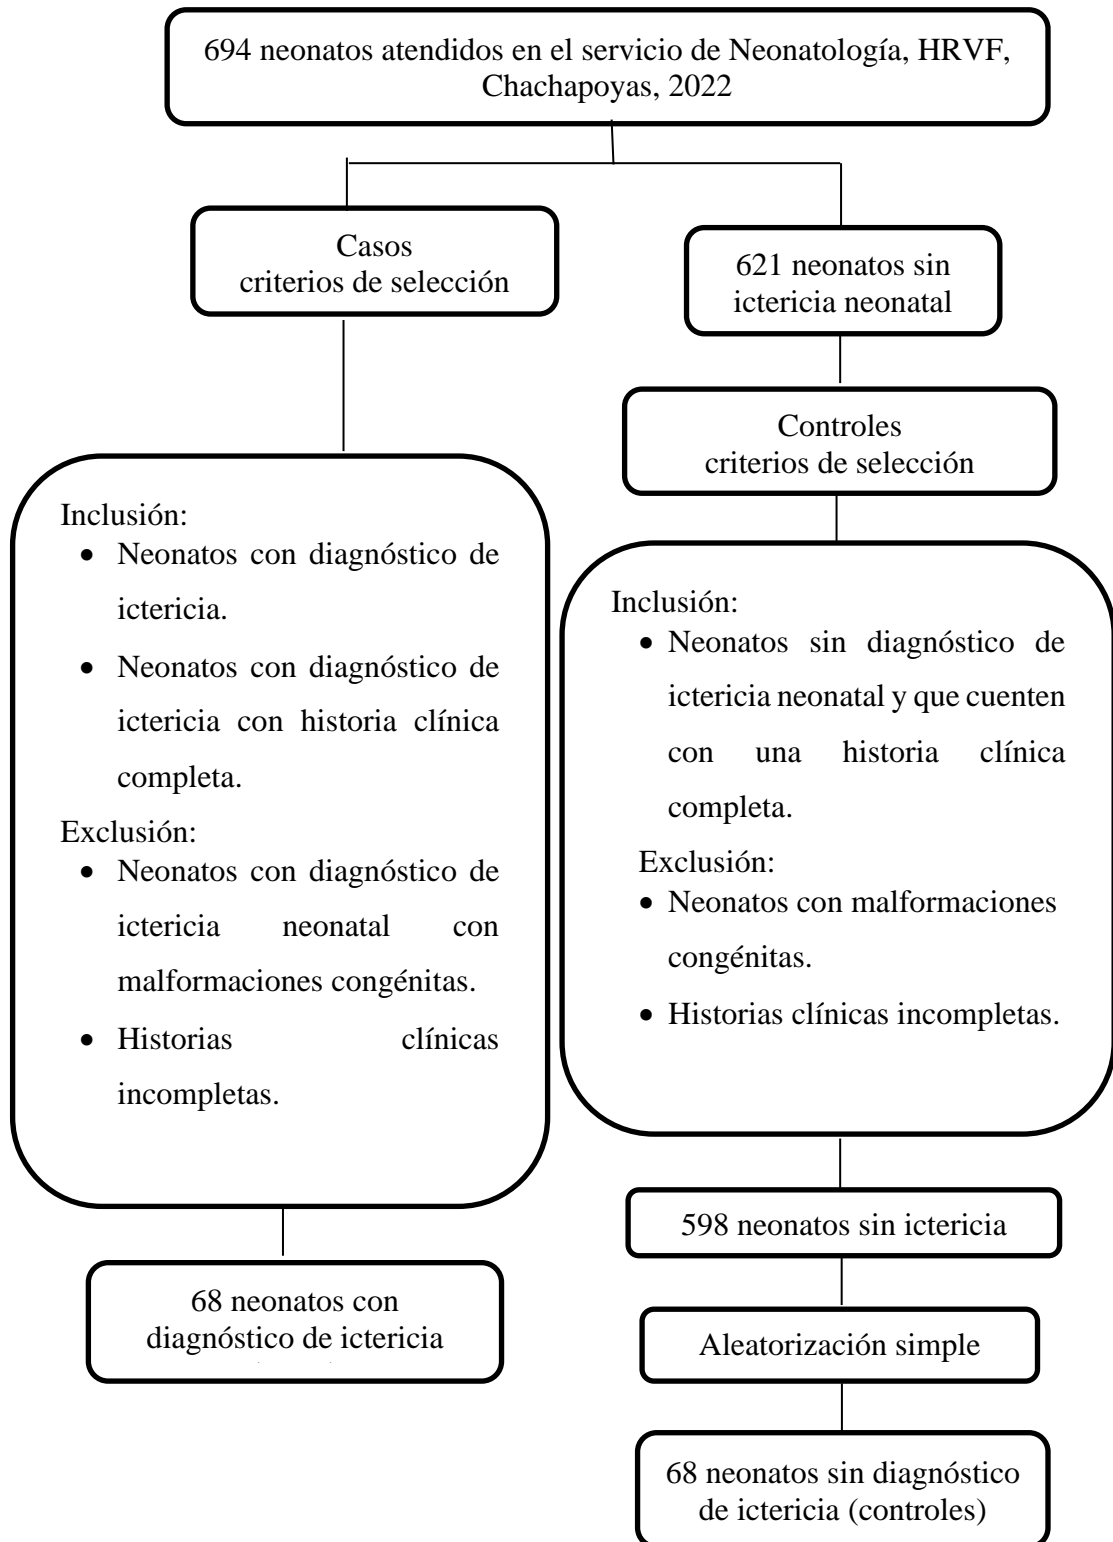 694 neonatos atendidos en el servicio de Neonatología, HRVF,
Chachapoyas, 2022
Casos
criterios de selección
621 neonatos sin
ictericia neonatal
Controles
criterios de selección
Inclusión:
• Neonatos con diagnóstico de
ictericia.
• Neonatos con diagnóstico de
ictericia con historia clínica
completa.
Exclusión:
• Neonatos con diagnóstico de
ictericia neonatal con
malformaciones congénitas.
• Historias clínicas
incompletas.
Inclusión:
• Neonatos sin diagnóstico de
ictericia neonatal y que cuenten
con una historia clínica
completa.
Exclusión:
• Neonatos con malformaciones
congénitas.
• Historias clínicas incompletas.
68 neonatos con
diagnóstico de ictericia
598 neonatos sin ictericia
Aleatorización simple
68 neonatos sin diagnóstico
de ictericia (controles)